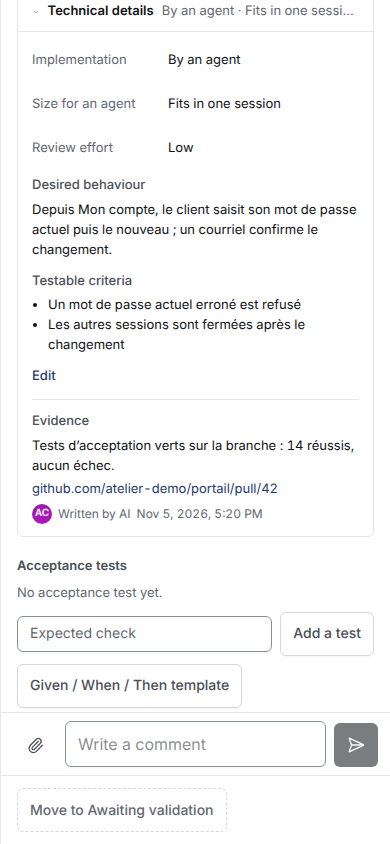 Technical details By an agent · Fits in one sessi...
Implementation By an agent
Size for an agent Fits in one session
Review effort Low
Desired behaviour
Depuis Mon compte, le client saisit son mot de passe
actuel puis le nouveau ; un courriel confirme le
changement.
Testable criteria
• Un mot de passe actuel erroné est refusé
• Les autres sessions sont fermées après le
changement
Edit
Evidence
Tests d’acceptation verts sur la branche : 14 réussis,
aucun échec.
github.com/atelier-demo/portail/pull/42
AC Written by AI Nov 5, 2026, 5:20 PM
Acceptance tests
No acceptance test yet.
Expected check Add a test
Given / When / Then template
Write a comment
Move to Awaiting validation